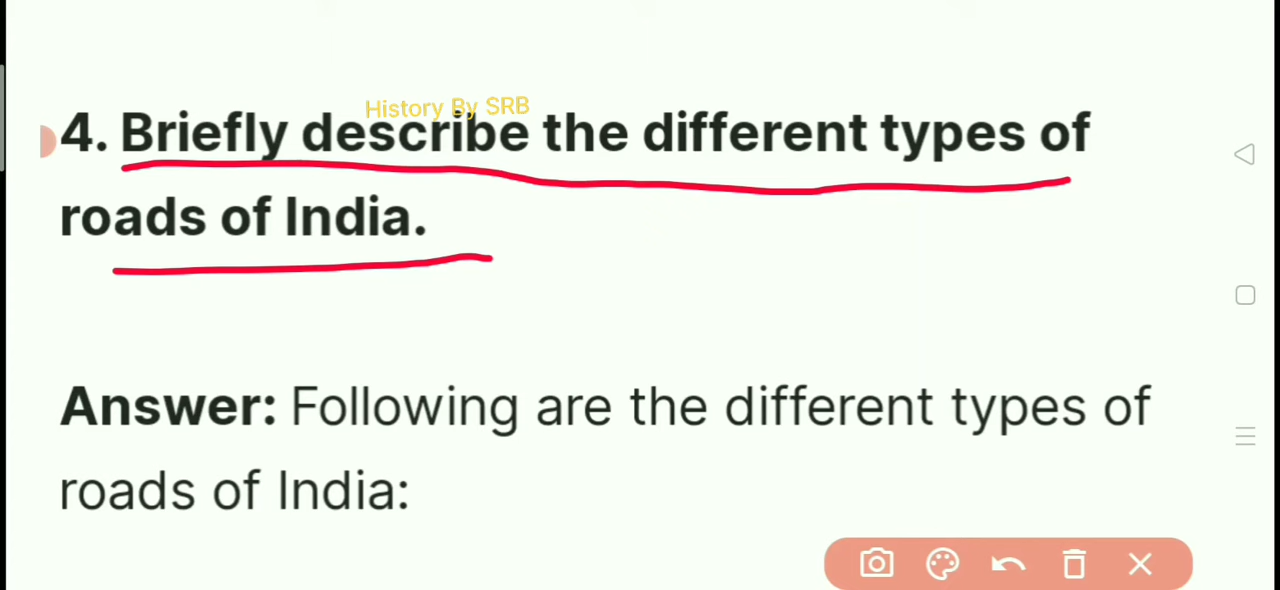 History By SRB
4. Briefly describe the different types of
roads of India.
Answer: Following are the different types of
roads of India: